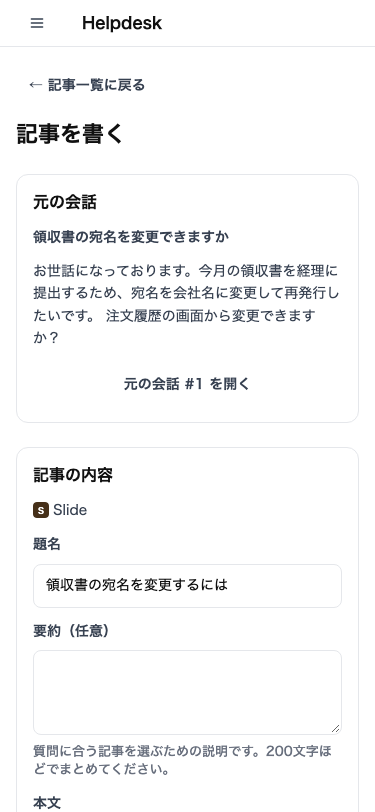 Helpdesk
← 記事一覧に戻る
記事を書く
元の会話
領収書の宛名を変更できますか
お世話になっております。今月の領収書を経理に
提出するため、宛名を会社名に変更して再発行し
たいです。 注文履歴の画面から変更できます
か？
元の会話 #1 を開く
記事の内容
S Slide
題名
領収書の宛名を変更するには
要約（任意）
質問に合う記事を選ぶための説明です。200文字ほ
どでまとめてください。
本文